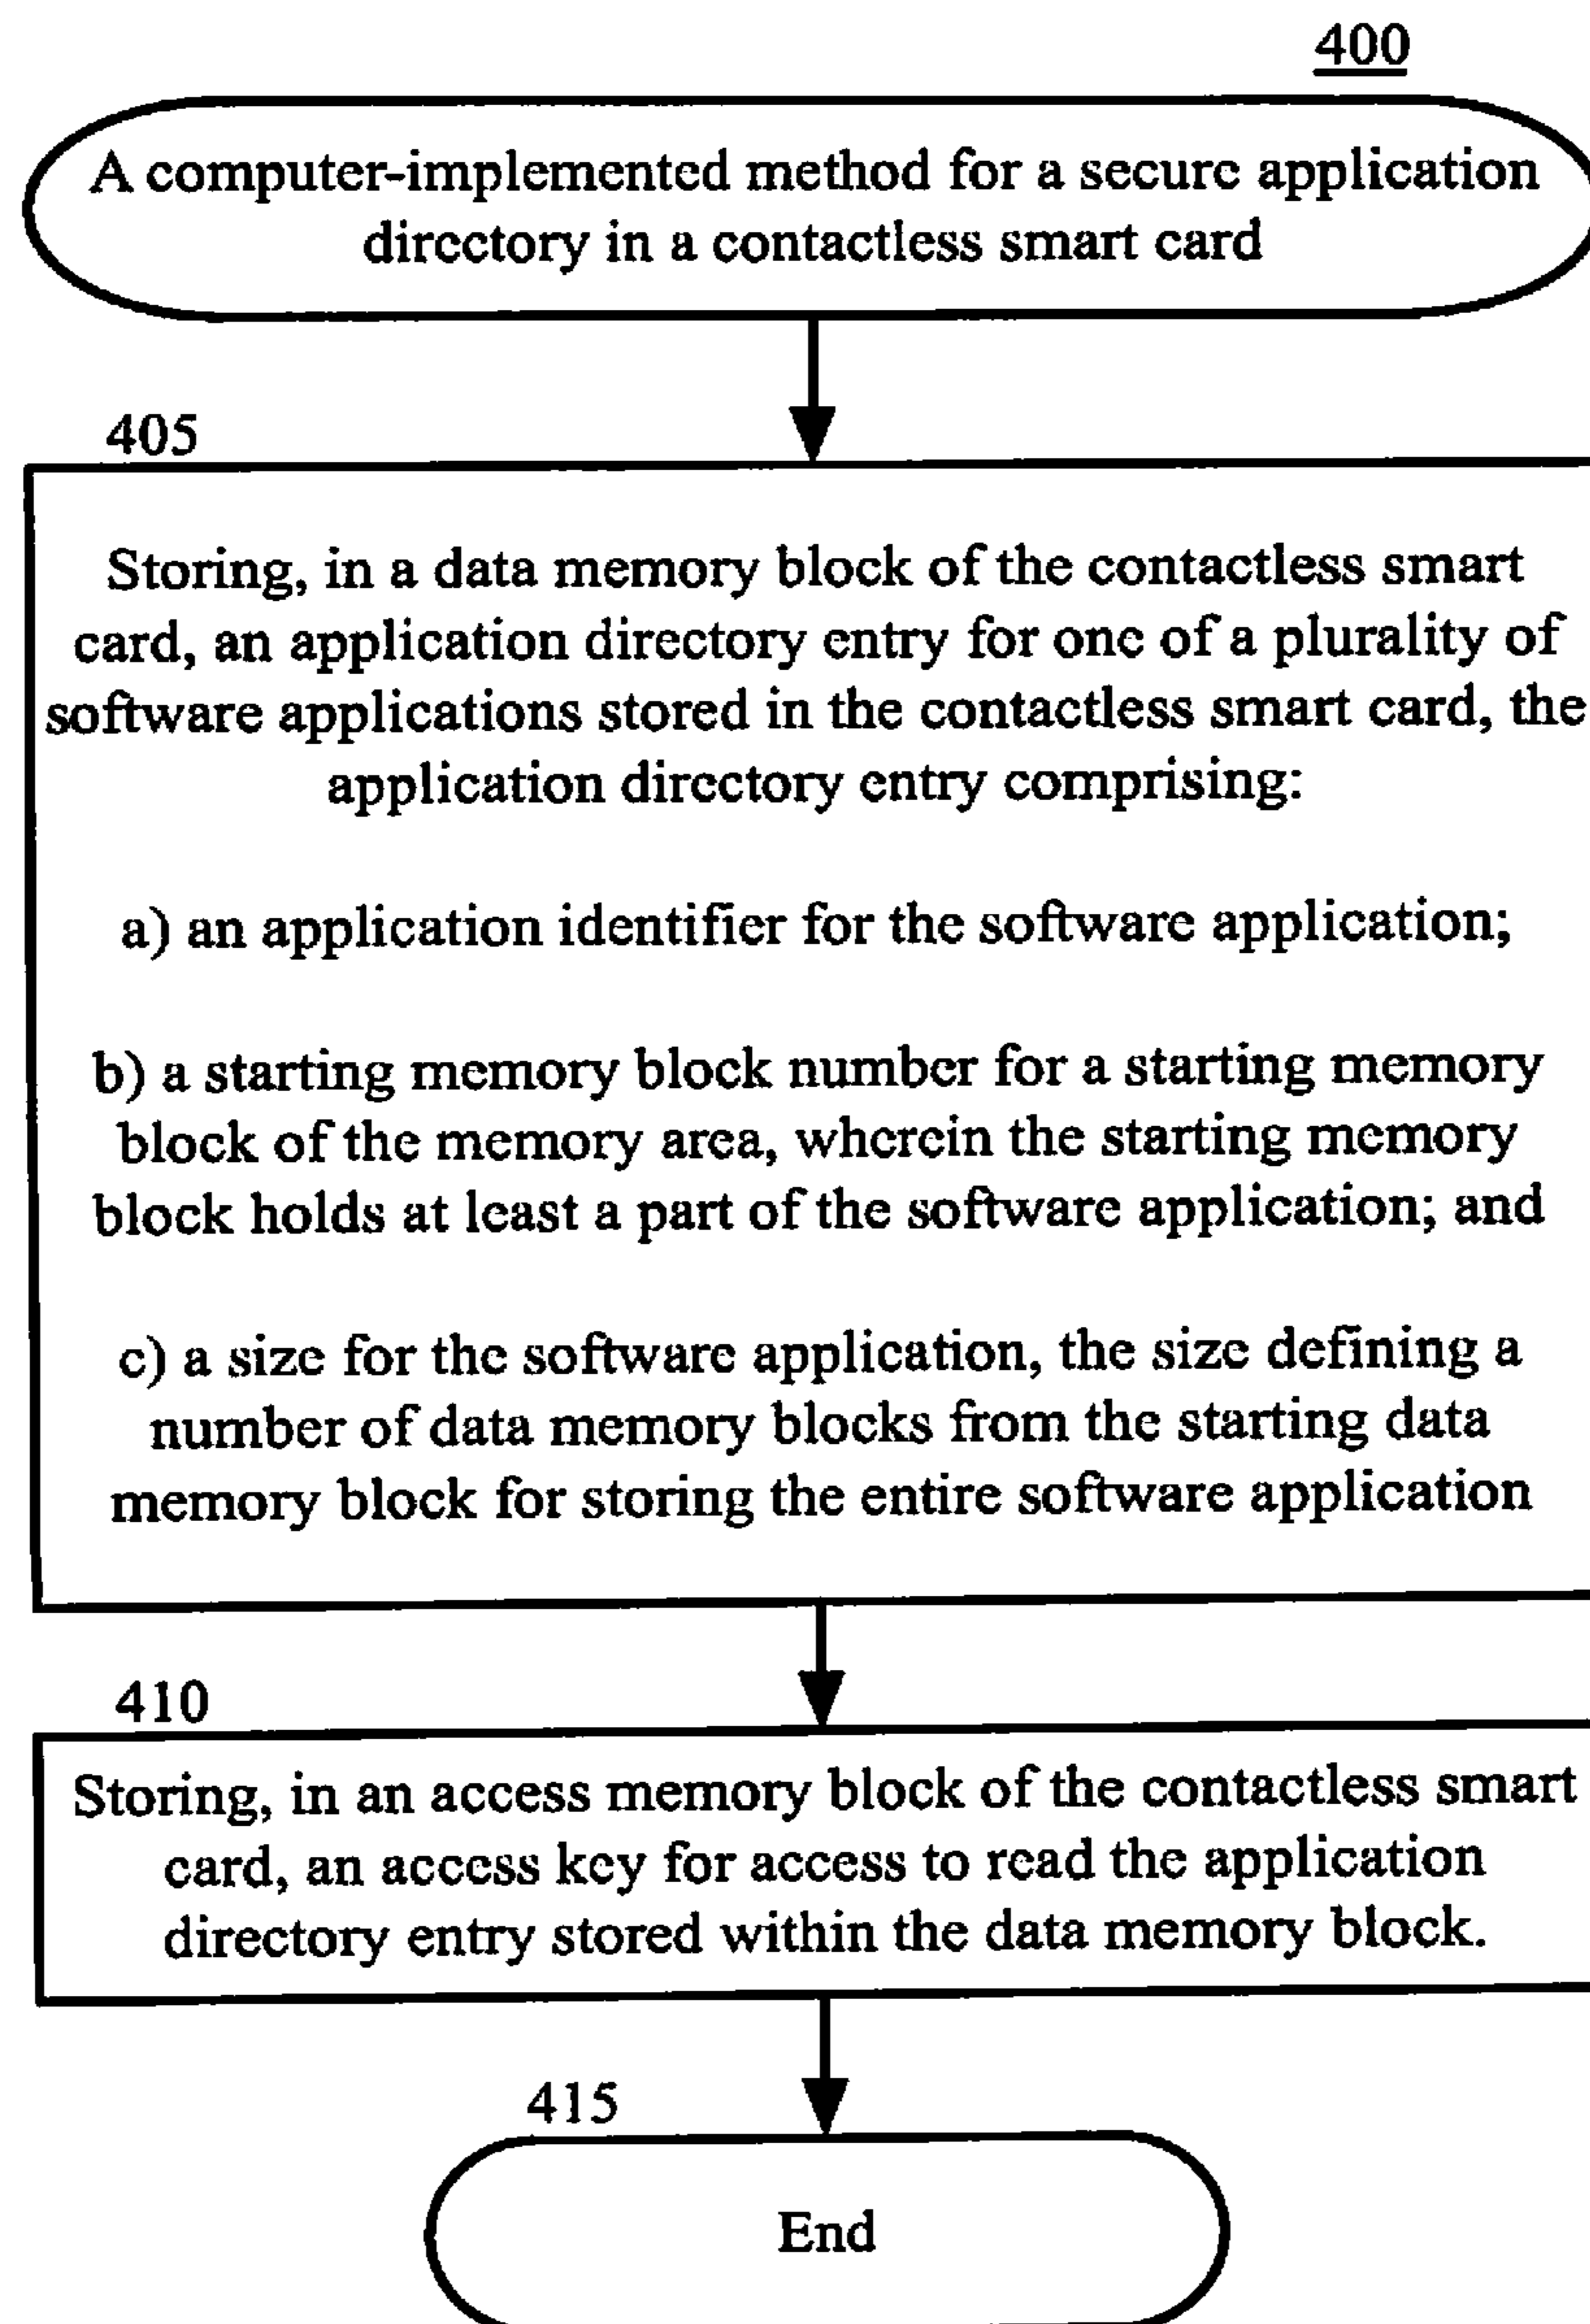 400
A computer-implemented method for a secure application
directory in a contactless smart card
405
Storing, in a data memory block of the contactless smart
card, an application directory entry for one of a plurality of
software applications stored in the contactless smart card, the
application directory entry comprising:
a) an application identifier for the software application;
b) a starting memory block number for a starting memory
block of the memory area, wherein the starting memory
block holds at least a part of the software application; and
c) a size for the software application, the size defining a
number of data memory blocks from the starting data
memory block for storing the entire software application
410
Storing, in an access memory block of the contactless smart
card, an access key for access to read the application
directory entry stored within the data memory block.
415
End